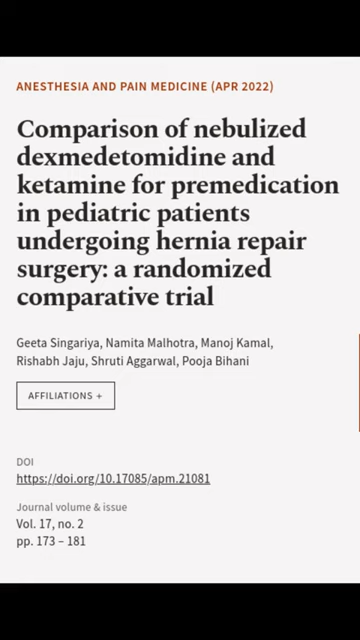 ANESTHESIA AND PAIN MEDICINE (APR 2022)
Comparison of nebulized
dexmedetomidine and
ketamine for premedication
in pediatric patients
undergoing hernia repair
surgery: a randomized
comparative trial
Geeta Singariya, Namita Malhotra, Manoj Kamal,
Rishabh Jaju, Shruti Aggarwal, Pooja Bihani
AFFILIATIONS +
DOI
https://doi.org/10.17085/apm.21081
Journal volume & issue
Vol. 17, no. 2
pp. 173 – 181